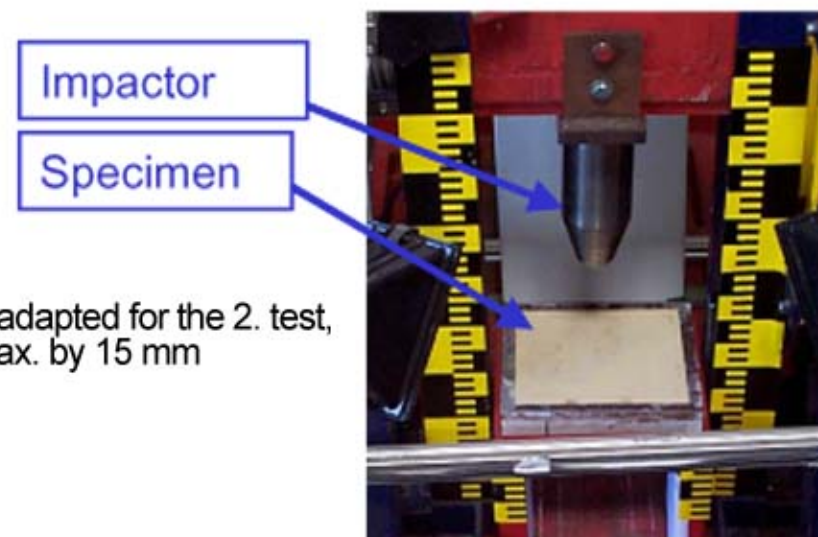 Impactor
Specimen
adapted for the 2. test,
ax. by 15 mm